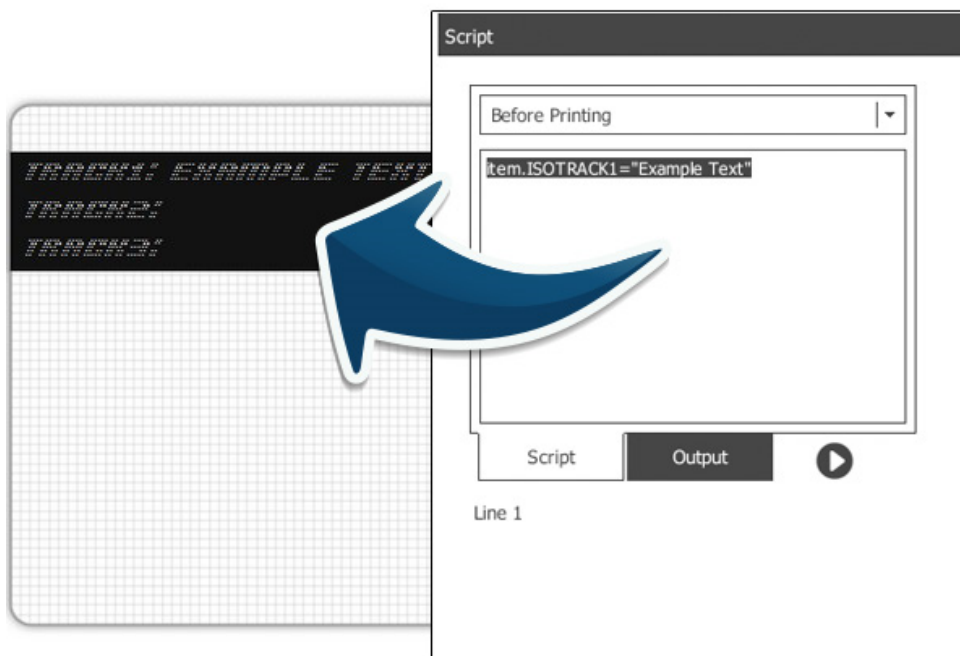 Script
Before Printing
item.ISOTRACK1="Example Text"
TRACK1: EXAMPLE TEXT
TRACK2:
TRACK3:
Script
Output
Line 1